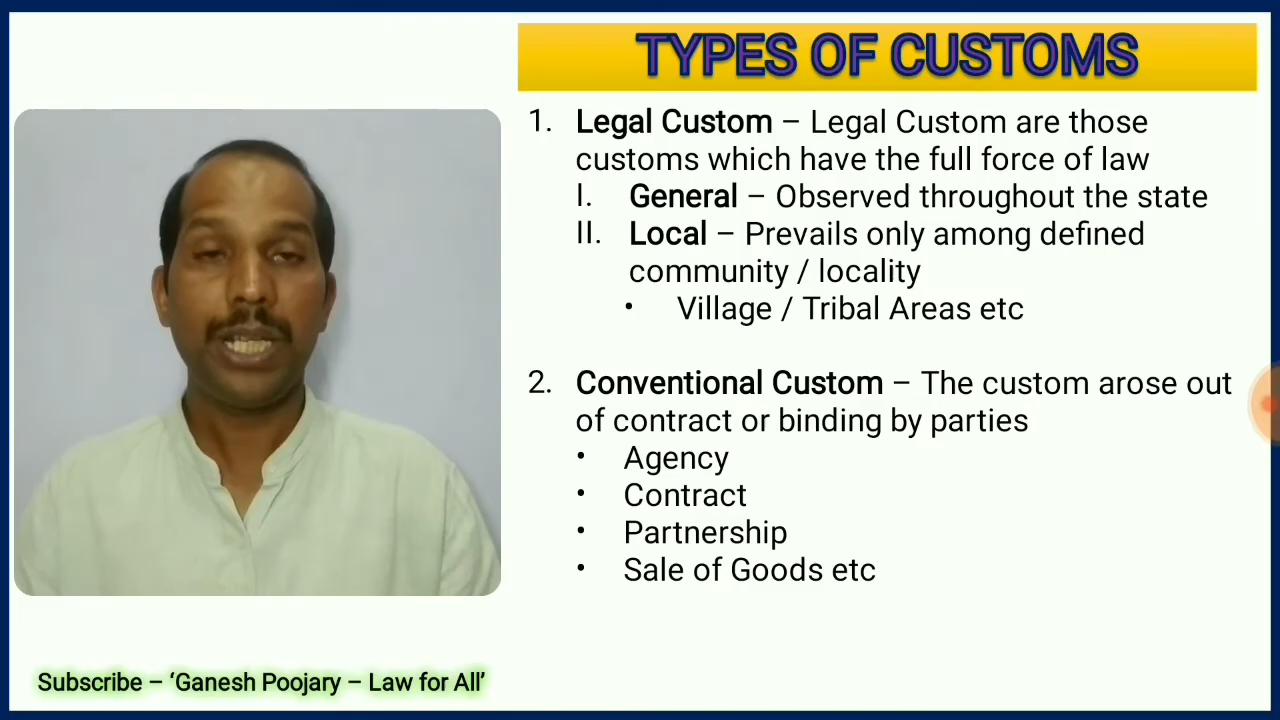 TYPES OF CUSTOMS
1. Legal Custom – Legal Custom are those
customs which have the full force of law
I. General – Observed throughout the state
II. Local – Prevails only among defined
community / locality
• Village / Tribal Areas etc
2. Conventional Custom – The custom arose out
of contract or binding by parties
• Agency
• Contract
• Partnership
• Sale of Goods etc
Subscribe – ‘Ganesh Poojary – Law for All’